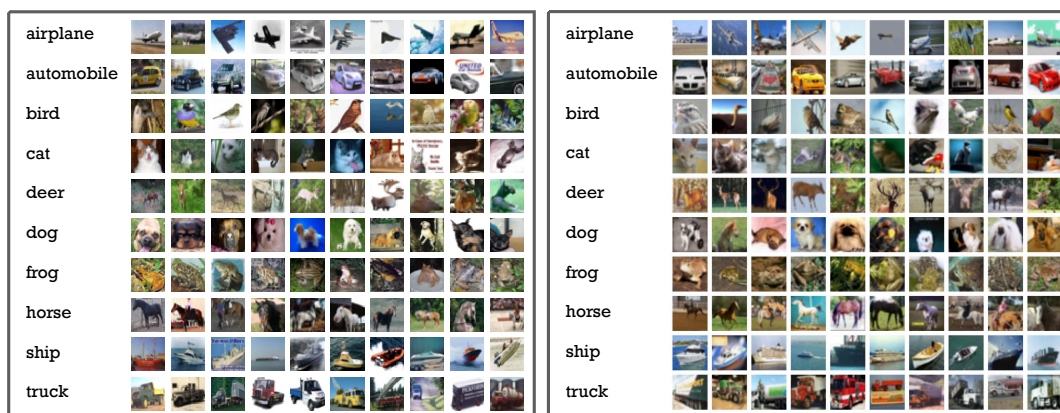 airplane
automobile
bird
cat
deer
dog
frog
horse
ship
truck
airplane
automobile
bird
cat
deer
dog
frog
horse
ship
truck